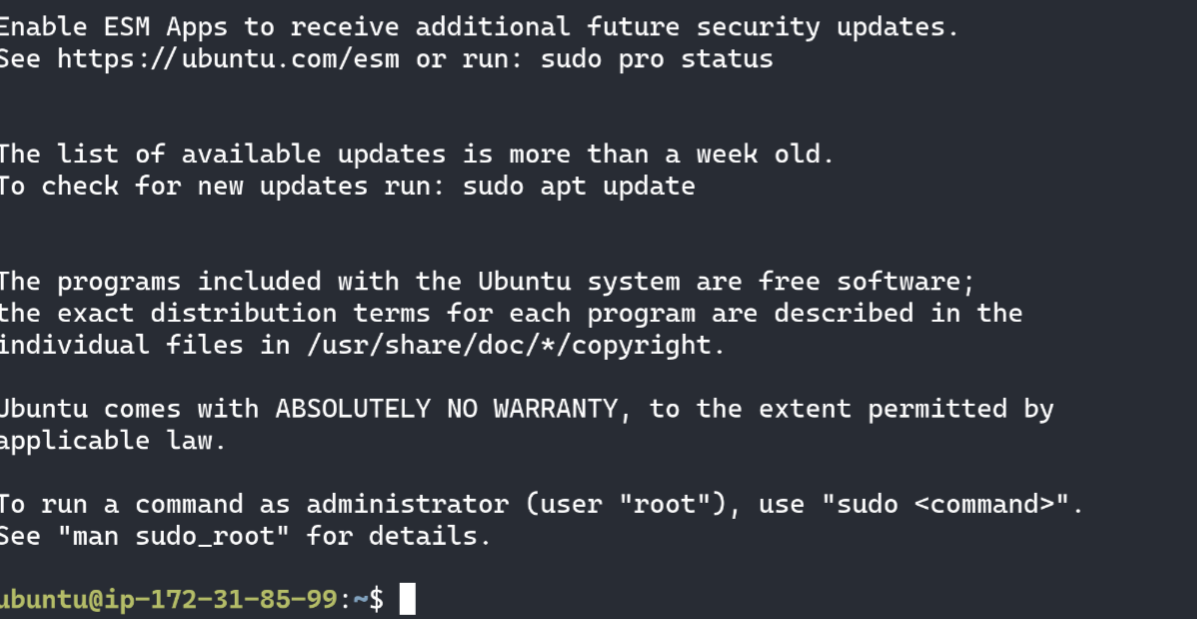 Enable ESM Apps to receive additional future security updates.
See https://ubuntu.com/esm or run: sudo pro status
The list of available updates is more than a week old.
To check for new updates run: sudo apt update
The programs included with the Ubuntu system are free software;
the exact distribution terms for each program are described in the
individual files in /usr/share/doc/*/copyright.
Ubuntu comes with ABSOLUTELY NO WARRANTY, to the extent permitted by
applicable law.
To run a command as administrator (user "root"), use "sudo <command>".
See "man sudo_root" for details.
ubuntu@ip-172-31-85-99:~$